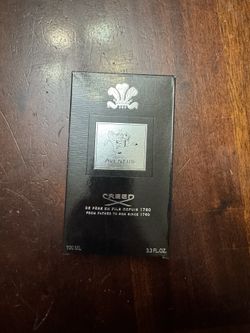 CREED
DE PÈRE EN FILS DEPUIS 1760
FROM FATHER TO SON SINCE 1760
100 ML 3.3 FL.OZ.